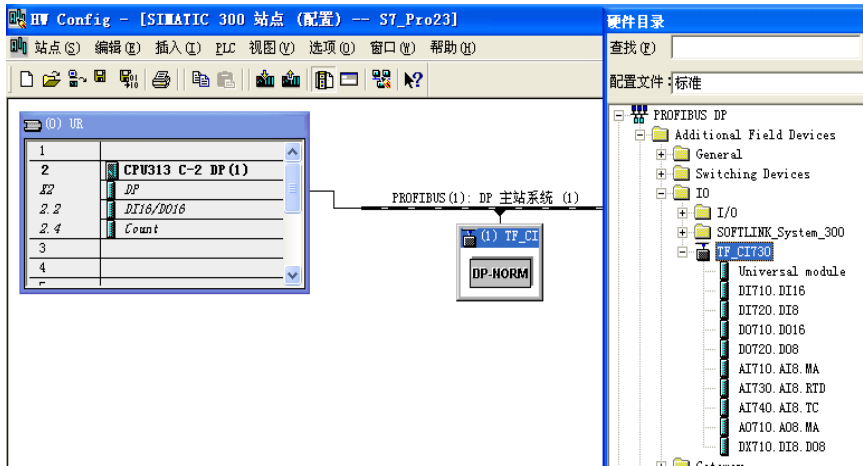 HW Config - [SIMATIC 300 站点 (配置) -- S7_Pro23]
站点(S) 编辑(E) 插入(I) PLC 视图(V) 选项(O) 窗口(W) 帮助(H)
(0) UR
1
2 CPU313 C-2 DP(1)
X2 DP
2.2 DI16/DO16
2.4 Count
3
4
PROFIBUS(1): DP 主站系统 (1)
(1) TF_CI
DP-NORM
硬件目录
查找(F)
配置文件: 标准
PROFIBUS DP
Additional Field Devices
General
Switching Devices
IO
I/O
SOFTLINK_System_300
TF_CI730
Universal module
DI710.DI16
DI720.DI8
DO710.DO16
DO720.DO8
AI710.AI8.MA
AI730.AI8.RTD
AI740.AI8.TC
AO710.AO8.MA
DX710.DI8.DO8